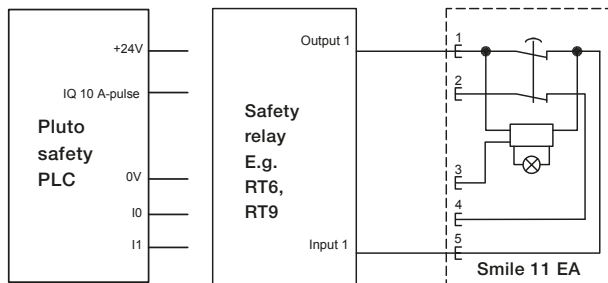 +24V
IQ 10 A-pulse
Pluto
safety
PLC
0V
I0
I1
Output 1
Safety
relay
E.g.
RT6,
RT9
Input 1
1
2
3
4
5
Smile 11 EA